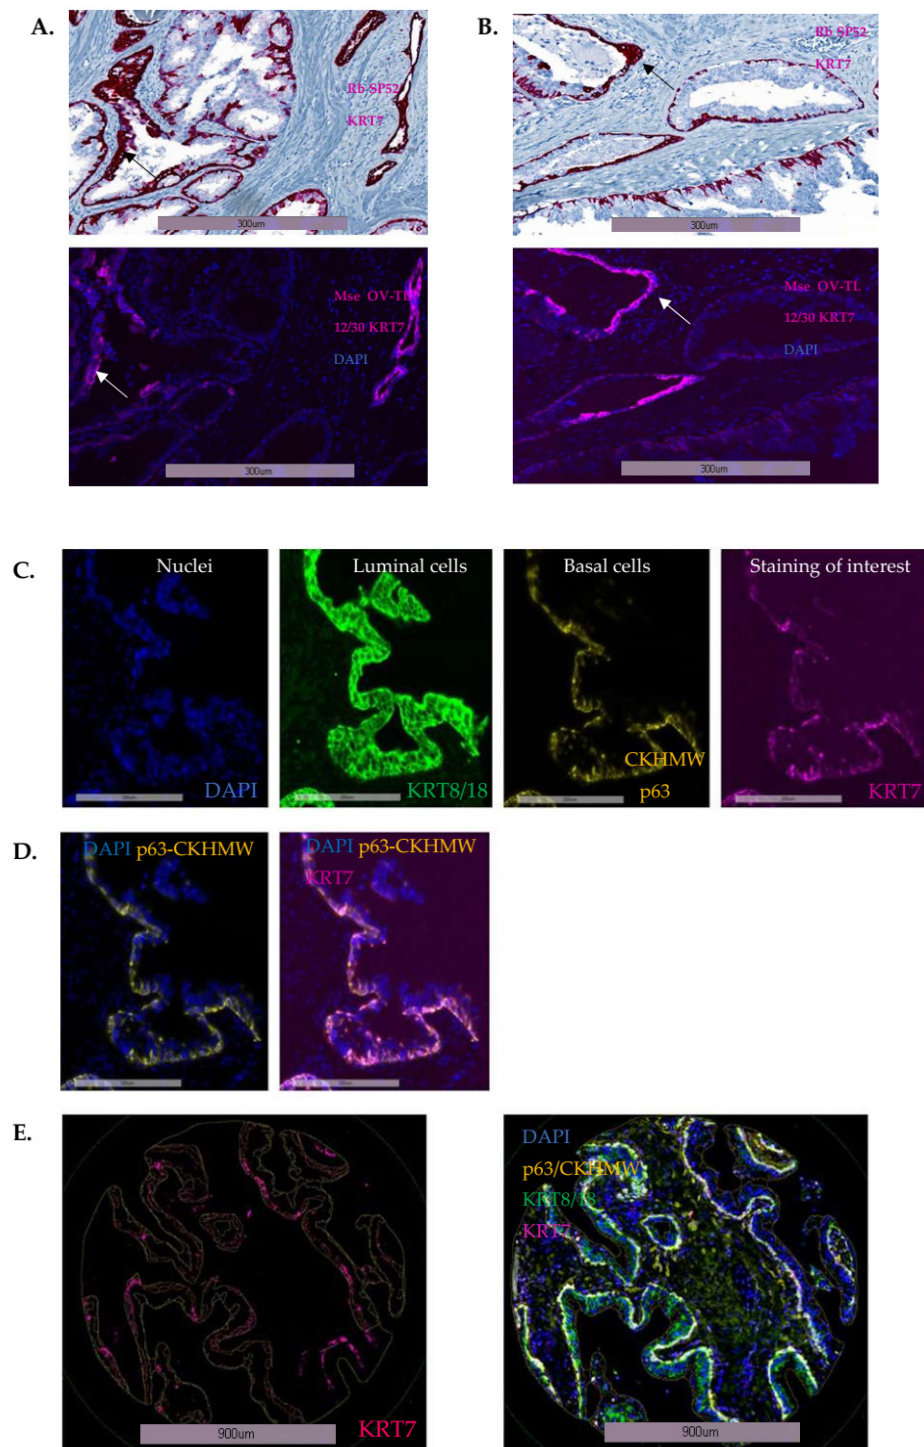 A.
Rb SP52
KRT7
300um
B.
Rb SP52
KRT7
300um
Mse OV-TL
12/30 KRT7
DAPI
300um
Mse OV-TL
12/30 KRT7
DAPI
300um
C.
Nuclei
DAPI
Luminal cells
KRT8/18
Basal cells
CKHMW
p63
Staining of interest
KRT7
D.
DAPI p63-CKHMW
DAPI p63-CKHMW
KRT7
E.
KRT7
900um
DAPI
p63/CKHMW
KRT8/18
KRT7
900um